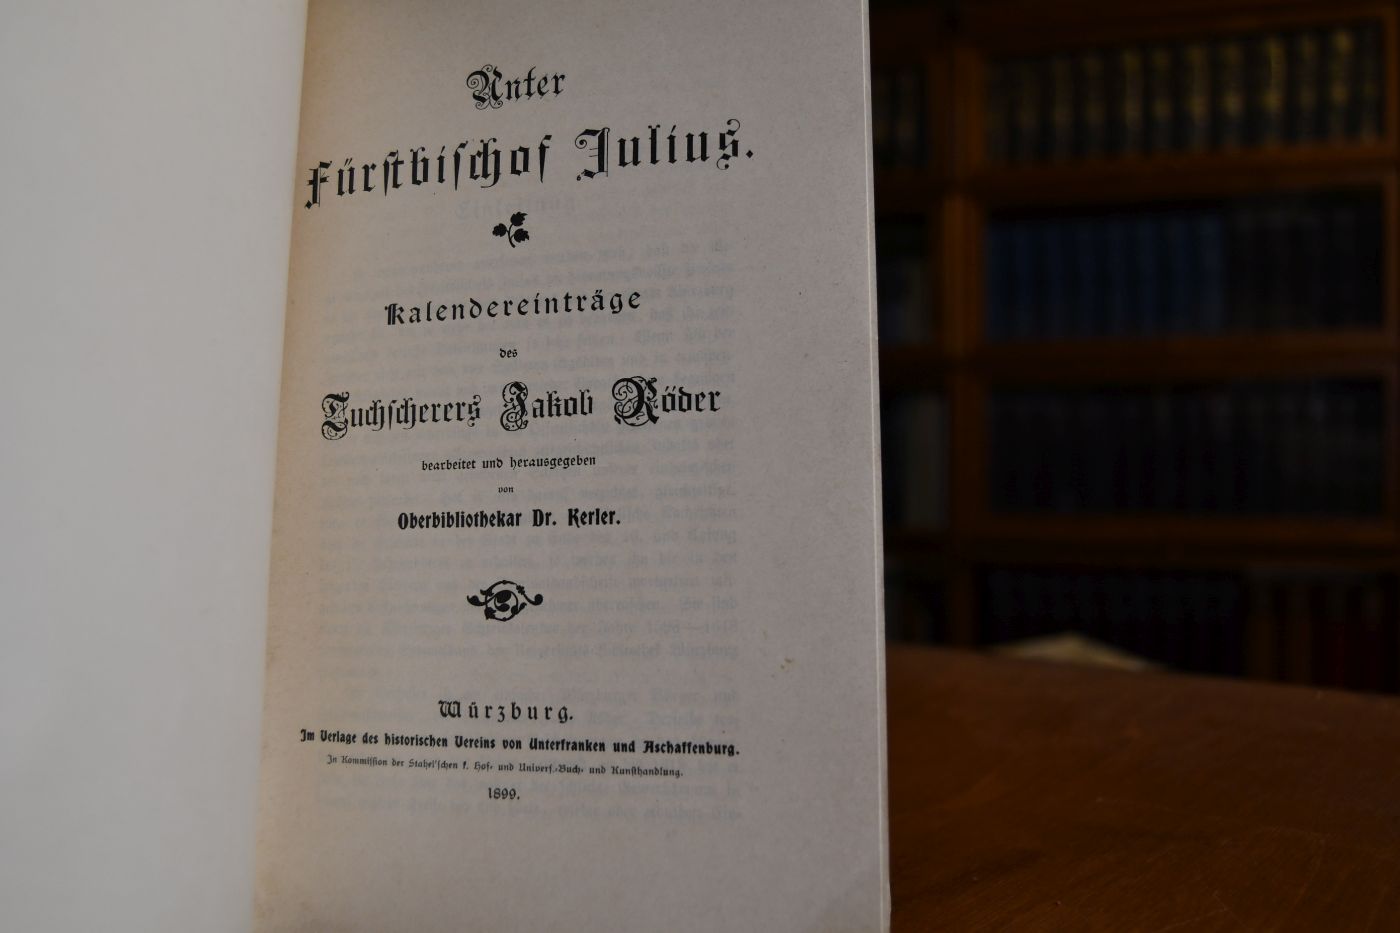 Unter
Fürstbischof Julius.
Kalendereinträge
des
Tuchscherers Jakob Röder
bearbeitet und herausgegeben
von
Oberbibliothekar Dr. Kerler.
Würzburg.
Im Verlage des historischen Vereins von Unterfranken und Aschaffenburg.
In Kommission der Stahel'schen k. Hof- und Univers.-Buch- und Kunsthandlung.
1899.